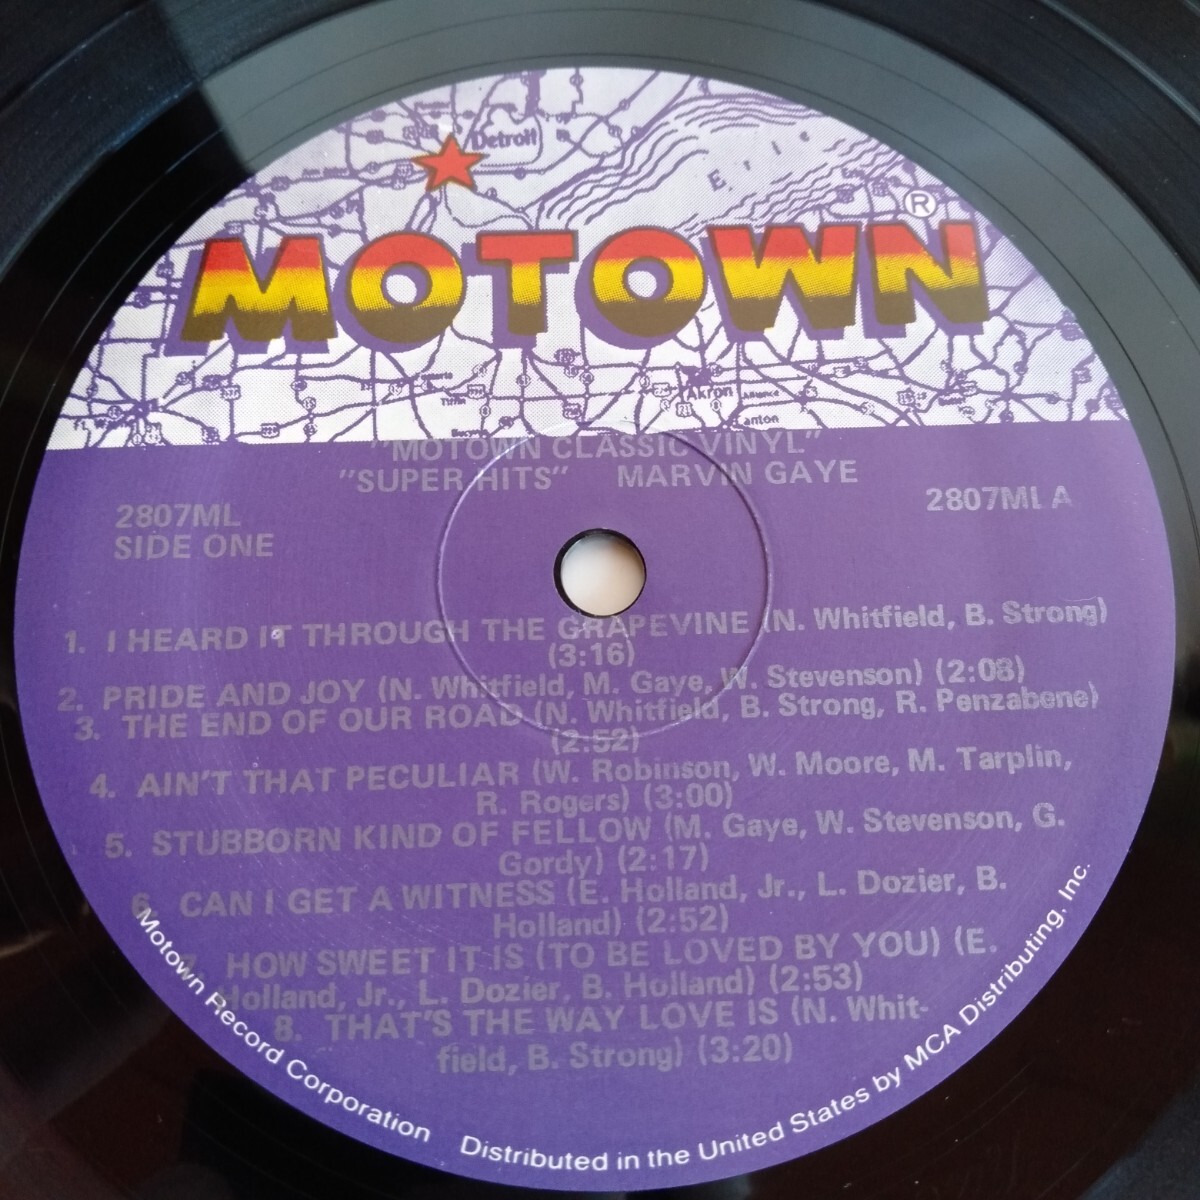 Detroit
Erie
MOTOWN®
Akron
"MOTOWN CLASSIC VINYL"
"SUPER HITS" MARVIN GAYE
2807ML
2807ML A
SIDE ONE
1. I HEARD IT THROUGH THE GRAPEVINE (N. Whitfield, B. Strong)
(3:16)
2. PRIDE AND JOY (N. Whitfield, M. Gaye, W. Stevenson) (2:08)
3. THE END OF OUR ROAD (N. Whitfield, B. Strong, R. Penzabene)
(2:52)
4. AIN'T THAT PECULIAR (W. Robinson, W. Moore, M. Tarplin,
R. Rogers) (3:00)
5. STUBBORN KIND OF FELLOW (M. Gaye, W. Stevenson, G.
Gordy) (2:17)
6. CAN I GET A WITNESS (E. Holland, Jr., L. Dozier, B.
Holland) (2:52)
7. HOW SWEET IT IS (TO BE LOVED BY YOU) (E.
Holland, Jr., L. Dozier, B. Holland) (2:53)
8. THAT'S THE WAY LOVE IS (N. Whit-
field, B. Strong) (3:20)
Motown Record Corporation Distributed in the United States by MCA Distributing, Inc.